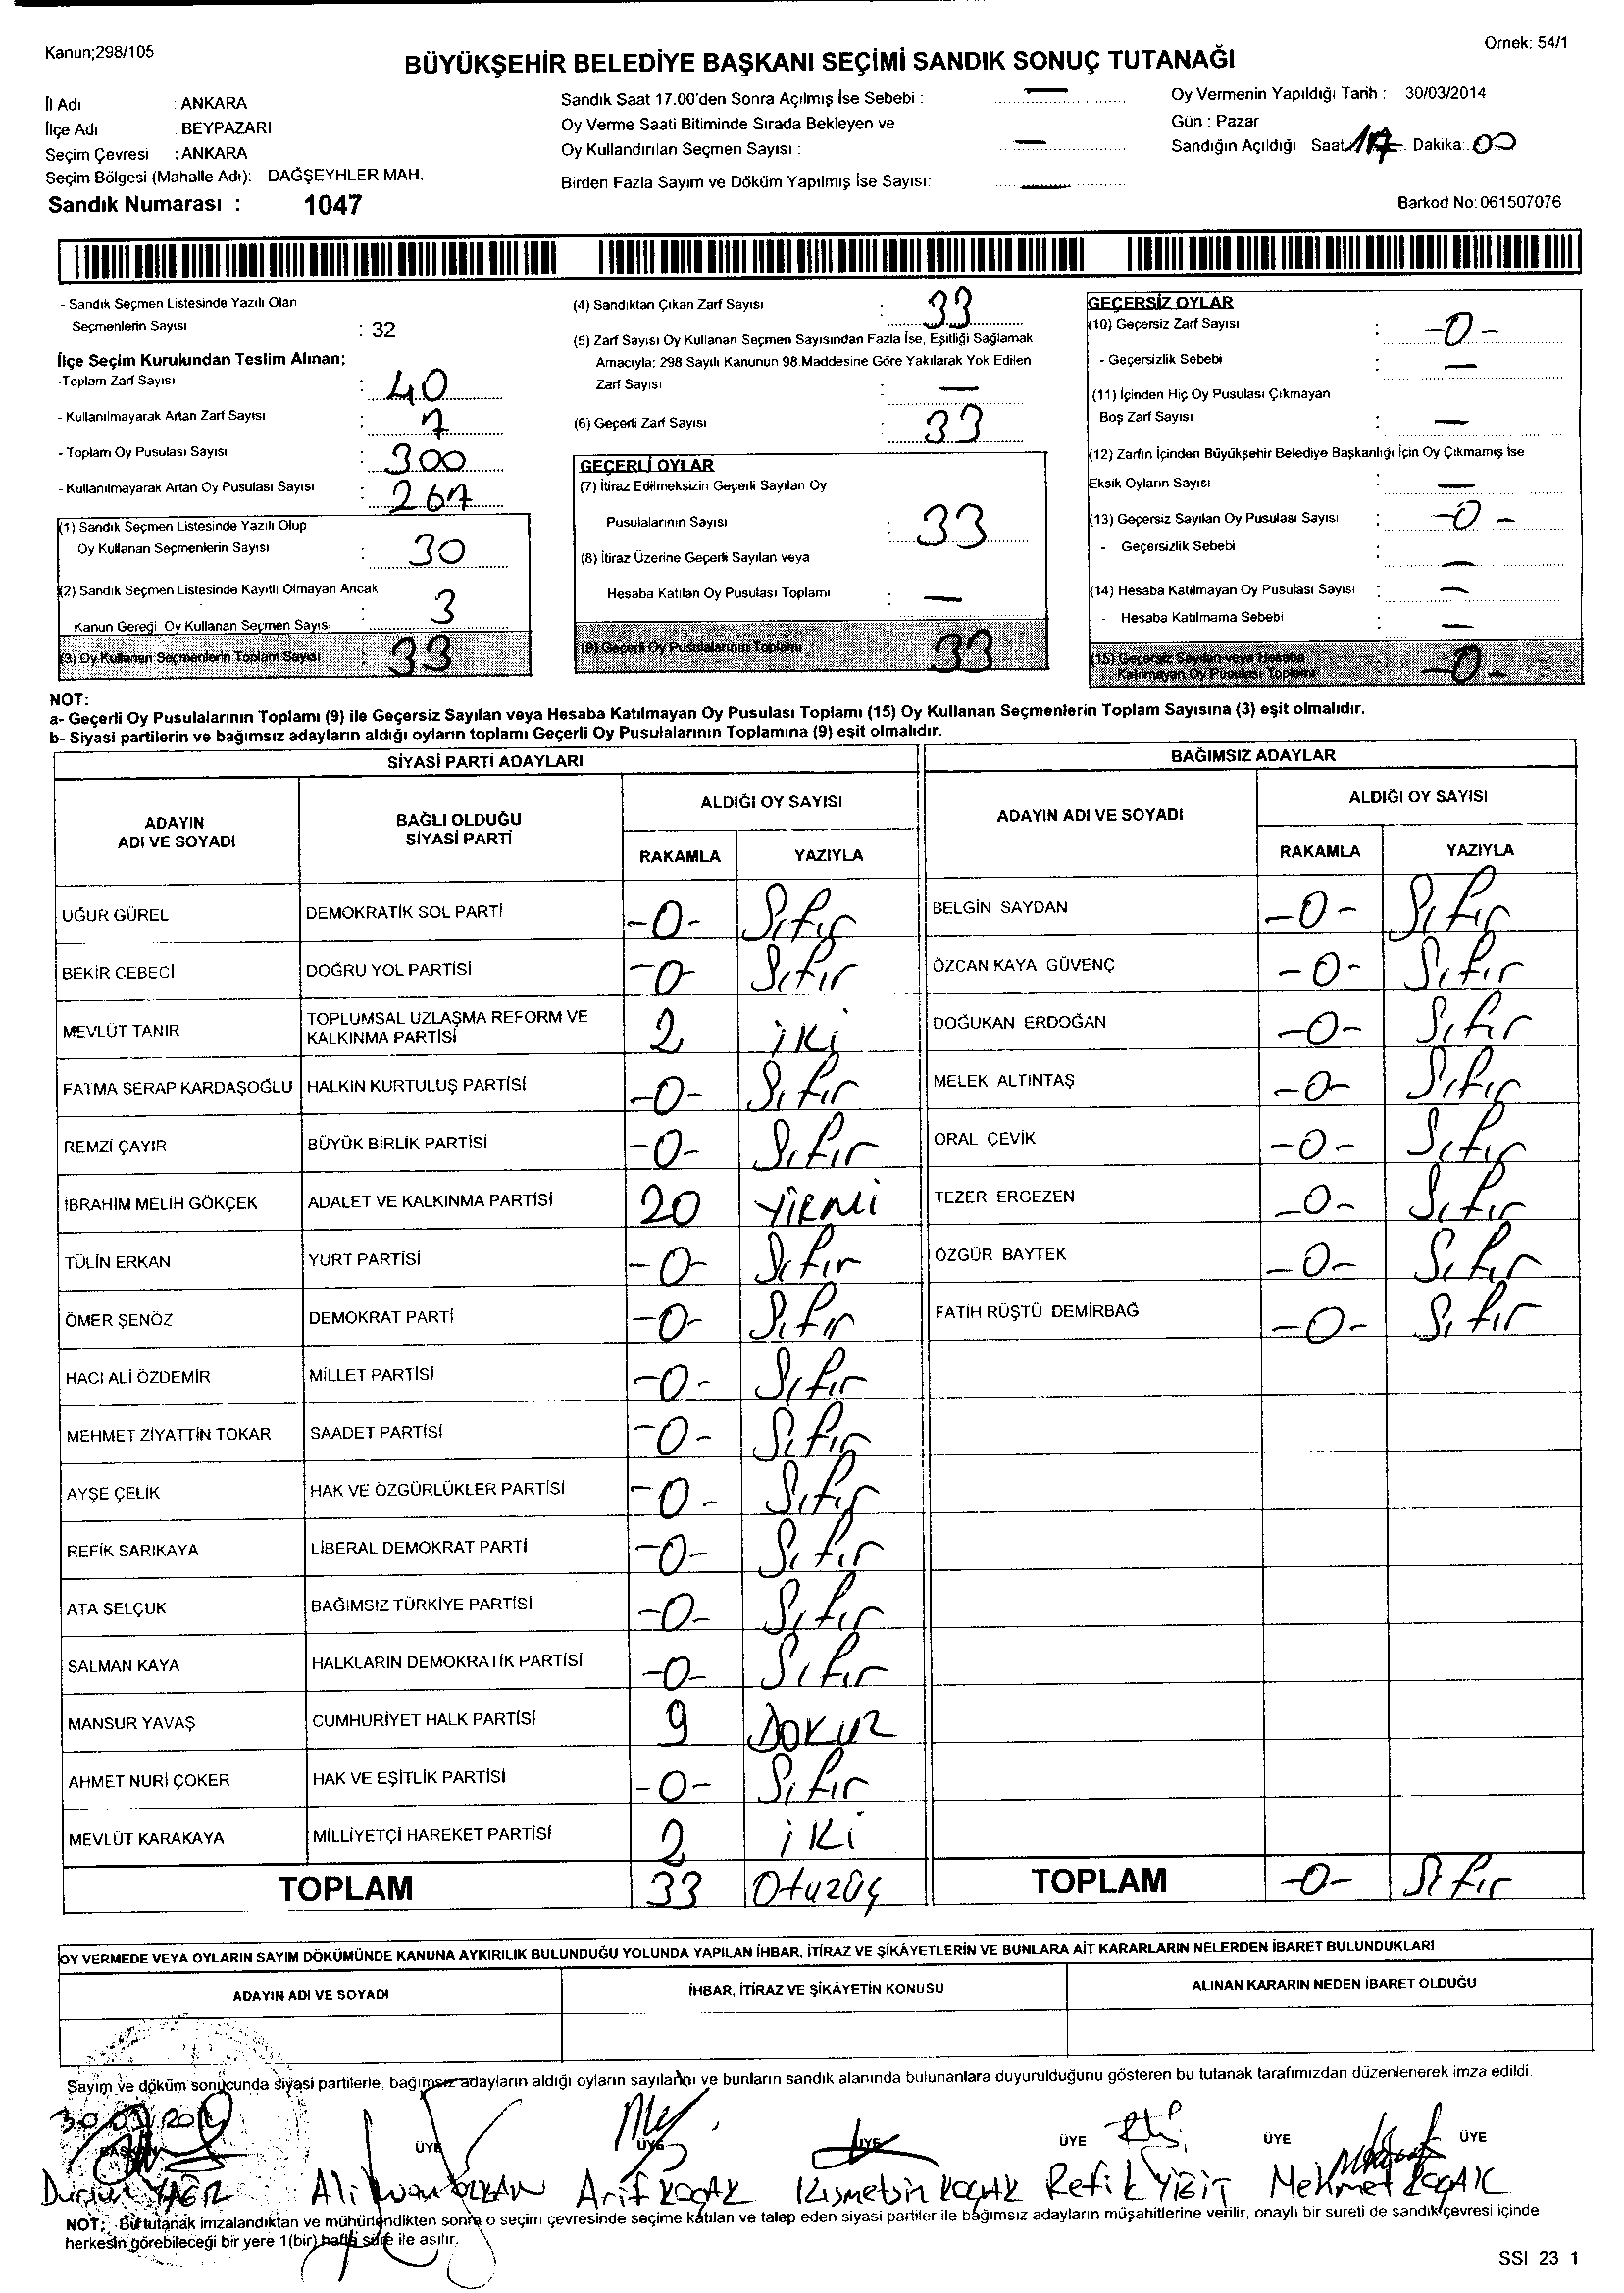 Kanun;298/105
Ornek: 54/1
BÜYÜKŞEHİR BELEDİYE BAŞKANI SEÇİMİ SANDIK SONUÇ TUTANAĞI
İl Adı : ANKARA
İlçe Adı : BEYPAZARI
Seçim Çevresi : ANKARA
Seçim Bölgesi (Mahalle Adı): DAĞŞEYHLER MAH.
Sandık Numarası : 1047
Sandık Saat 17.00'den Sonra Açılmış İse Sebebi : —
Oy Verme Saati Bitiminde Sırada Bekleyen ve
Oy Kullandırılan Seçmen Sayısı : —
Birden Fazla Sayım ve Döküm Yapılmış İse Sayısı: —
Oy Vermenin Yapıldığı Tarih : 30/03/2014
Gün : Pazar
Sandığın Açıldığı Saat 17 Dakika: 00
Barkod No: 061507076
- Sandık Seçmen Listesinde Yazılı Olan
Seçmenlerin Sayısı : 32
İlçe Seçim Kurulundan Teslim Alınan;
-Toplam Zarf Sayısı : 40
- Kullanılmayarak Artan Zarf Sayısı : 7
- Toplam Oy Pusulası Sayısı : 300
- Kullanılmayarak Artan Oy Pusulası Sayısı : 267
(1) Sandık Seçmen Listesinde Yazılı Olup
Oy Kullanan Seçmenlerin Sayısı : 30
(2) Sandık Seçmen Listesinde Kayıtlı Olmayan Ancak
Kanun Gereği Oy Kullanan Seçmen Sayısı : 3
(3) Oy Kullanan Seçmenlerin Toplam Sayısı : 33
(4) Sandıktan Çıkan Zarf Sayısı : 33
(5) Zarf Sayısı Oy Kullanan Seçmen Sayısından Fazla İse, Eşitliği Sağlamak
Amacıyla; 298 Sayılı Kanunun 98.Maddesine Göre Yakılarak Yok Edilen
Zarf Sayısı : —
(6) Geçerli Zarf Sayısı : 33
GEÇERLİ OYLAR
(7) İtiraz Edilmeksizin Geçerli Sayılan Oy
Pusulalarının Sayısı : 33
(8) İtiraz Üzerine Geçerli Sayılan veya
Hesaba Katılan Oy Pusulası Toplamı : —
(9) Geçerli Oy Pusulalarının Toplamı 33
GEÇERSİZ OYLAR
(10) Geçersiz Zarf Sayısı : -0-
- Geçersizlik Sebebi : —
(11) İçinden Hiç Oy Pusulası Çıkmayan
Boş Zarf Sayısı : —
(12) Zarfın İçinden Büyükşehir Belediye Başkanlığı İçin Oy Çıkmamış İse
Eksik Oyların Sayısı : —
(13) Geçersiz Sayılan Oy Pusulası Sayısı : -0-
- Geçersizlik Sebebi : —
(14) Hesaba Katılmayan Oy Pusulası Sayısı : —
- Hesaba Katılmama Sebebi : —
(15) Geçersiz Sayılan veya Hesaba
Katılmayan Oy Pusulası Toplamı -0-
NOT:
a- Geçerli Oy Pusulalarının Toplamı (9) ile Geçersiz Sayılan veya Hesaba Katılmayan Oy Pusulası Toplamı (15) Oy Kullanan Seçmenlerin Toplam Sayısına (3) eşit olmalıdır.
b- Siyasi partilerin ve bağımsız adayların aldığı oyların toplamı Geçerli Oy Pusulalarının Toplamına (9) eşit olmalıdır.
SİYASİ PARTİ ADAYLARI
ADAYIN ADI VE SOYADI BAĞLI OLDUĞU SİYASİ PARTİ ALDIĞI OY SAYISI
RAKAMLA YAZIYLA
UĞUR GÜREL DEMOKRATİK SOL PARTİ -0- Sıfır
BEKİR CEBECİ DOĞRU YOL PARTİSİ -0- Sıfır
MEVLÜT TANIR TOPLUMSAL UZLAŞMA REFORM VE KALKINMA PARTİSİ 2 iKi
FATMA SERAP KARDAŞOĞLU HALKIN KURTULUŞ PARTİSİ -0- Sıfır
REMZİ ÇAYIR BÜYÜK BİRLİK PARTİSİ -0- Sıfır
İBRAHİM MELİH GÖKÇEK ADALET VE KALKINMA PARTİSİ 20 YİRMİ
TÜLİN ERKAN YURT PARTİSİ -0- Sıfır
ÖMER ŞENÖZ DEMOKRAT PARTİ -0- Sıfır
HACI ALİ ÖZDEMİR MİLLET PARTİSİ -0- Sıfır
MEHMET ZİYATTİN TOKAR SAADET PARTİSİ -0- Sıfır
AYŞE ÇELİK HAK VE ÖZGÜRLÜKLER PARTİSİ -0- Sıfır
REFİK SARIKAYA LİBERAL DEMOKRAT PARTİ -0- Sıfır
ATA SELÇUK BAĞIMSIZ TÜRKİYE PARTİSİ -0- Sıfır
SALMAN KAYA HALKLARIN DEMOKRATİK PARTİSİ -0- Sıfır
MANSUR YAVAŞ CUMHURİYET HALK PARTİSİ 9 DOKUZ
AHMET NURİ ÇOKER HAK VE EŞİTLİK PARTİSİ -0- Sıfır
MEVLÜT KARAKAYA MİLLİYETÇİ HAREKET PARTİSİ 2 iKi
TOPLAM 33 Otuzüç
BAĞIMSIZ ADAYLAR
ADAYIN ADI VE SOYADI ALDIĞI OY SAYISI
RAKAMLA YAZIYLA
BELGİN SAYDAN -0- Sıfır
ÖZCAN KAYA GÜVENÇ -0- Sıfır
DOĞUKAN ERDOĞAN -0- Sıfır
MELEK ALTINTAŞ -0- Sıfır
ORAL ÇEVİK -0- Sıfır
TEZER ERGEZEN -0- Sıfır
ÖZGÜR BAYTEK -0- Sıfır
FATİH RÜŞTÜ DEMİRBAĞ -0- Sıfır
TOPLAM -0- Sıfır
OY VERMEDE VEYA OYLARIN SAYIM DÖKÜMÜNDE KANUNA AYKIRILIK BULUNDUĞU YOLUNDA YAPILAN İHBAR, İTİRAZ VE ŞİKÂYETLERİN VE BUNLARA AİT KARARLARIN NELERDEN İBARET BULUNDUKLARI
ADAYIN ADI VE SOYADI İHBAR, İTİRAZ VE ŞİKÂYETİN KONUSU ALINAN KARARIN NEDEN İBARET OLDUĞU
Sayım ve döküm sonucunda siyasi partilerle, bağımsız adayların aldığı oyların sayılarını ve bunların sandık alanında bulunanlara duyurulduğunu gösteren bu tutanak tarafımızdan düzenlenerek imza edildi.
30/03/2014
BAŞKAN ÜYE ÜYE ÜYE ÜYE ÜYE ÜYE
Ali Arif KOÇAK Kısmetsin KOÇAK Refik YİĞİT Mehmet KOÇAK
NOT: Bu tutanak imzalandıktan ve mühürlendikten sonra o seçim çevresinde seçime katılan ve talep eden siyasi partiler ile bağımsız adayların müşahitlerine verilir, onaylı bir sureti de sandık çevresi içinde
herkesin görebileceği bir yere 1(bir) hafta süre ile asılır.
SSI 23 1